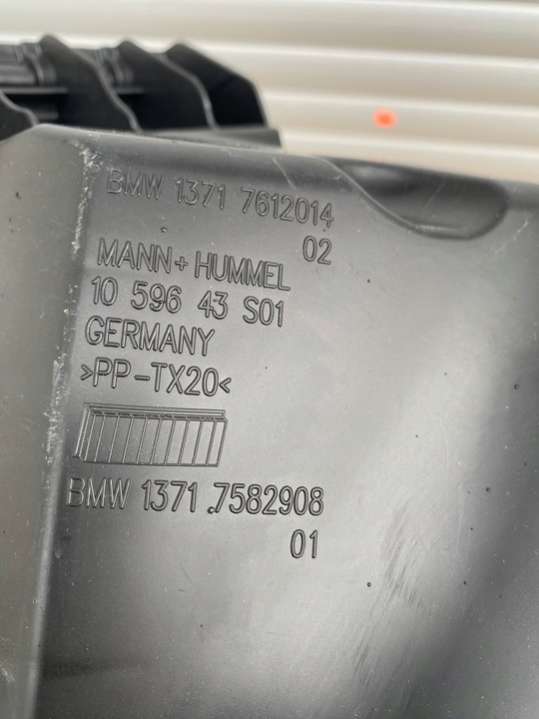 BMW 1371 7612014
02
MANN+HUMMEL
10 596 43 S01
GERMANY
>PP-TX20<
BMW 1371 7582908
01